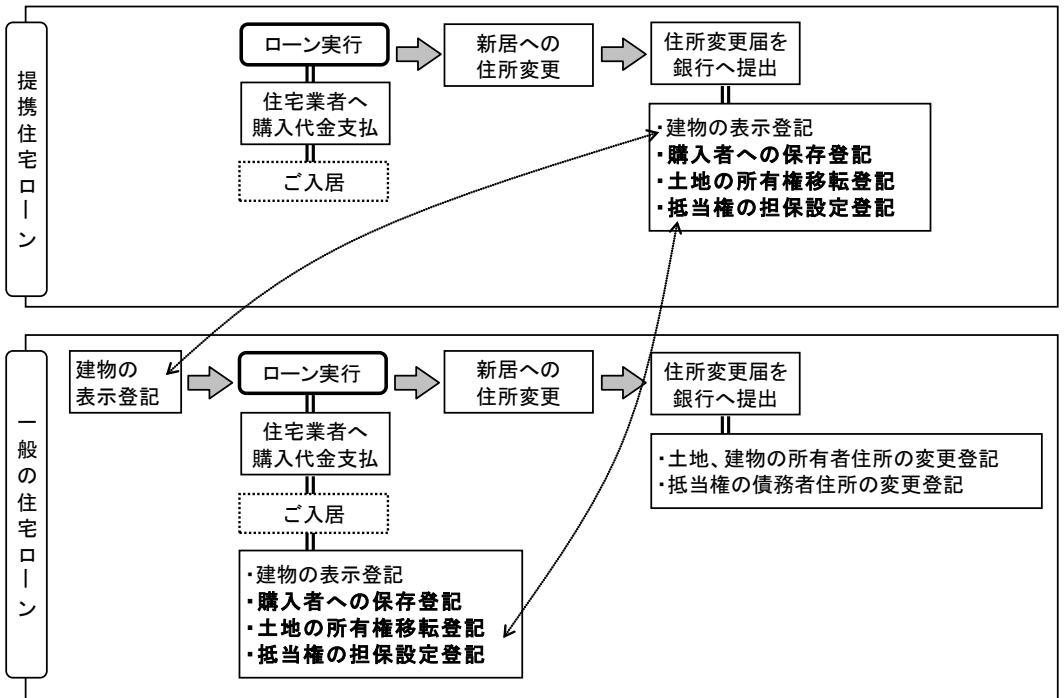 提携住宅ローン
ローン実行
新居への
住所変更
住所変更届を
銀行へ提出
住宅業者へ
購入代金支払
ご入居
・建物の表示登記
・購入者への保存登記
・土地の所有権移転登記
・抵当権の担保設定登記
一般の住宅ローン
建物の
表示登記
ローン実行
新居への
住所変更
住所変更届を
銀行へ提出
住宅業者へ
購入代金支払
ご入居
・建物の表示登記
・購入者への保存登記
・土地の所有権移転登記
・抵当権の担保設定登記
・土地、建物の所有者住所の変更登記
・抵当権の債務者住所の変更登記